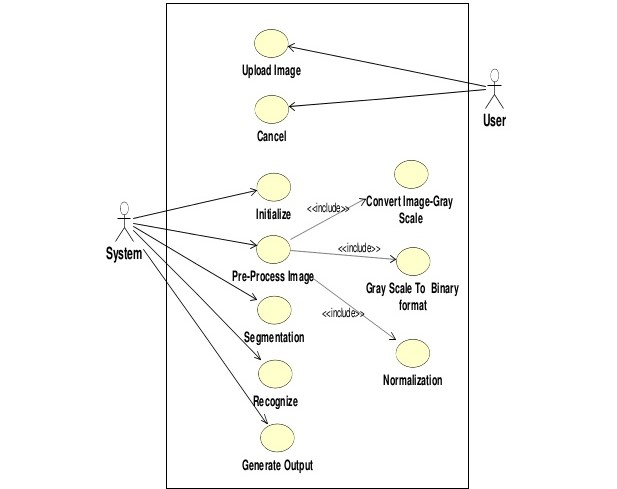 Upload Image
User
Cancel
Initialize
<<include>>
Convert Image-Gray
Scale
System
Pre-Process Image
<<include>>
Gray Scale To Binary
format
<<include>>
Segmentation
Normalization
Recognize
Generate Output